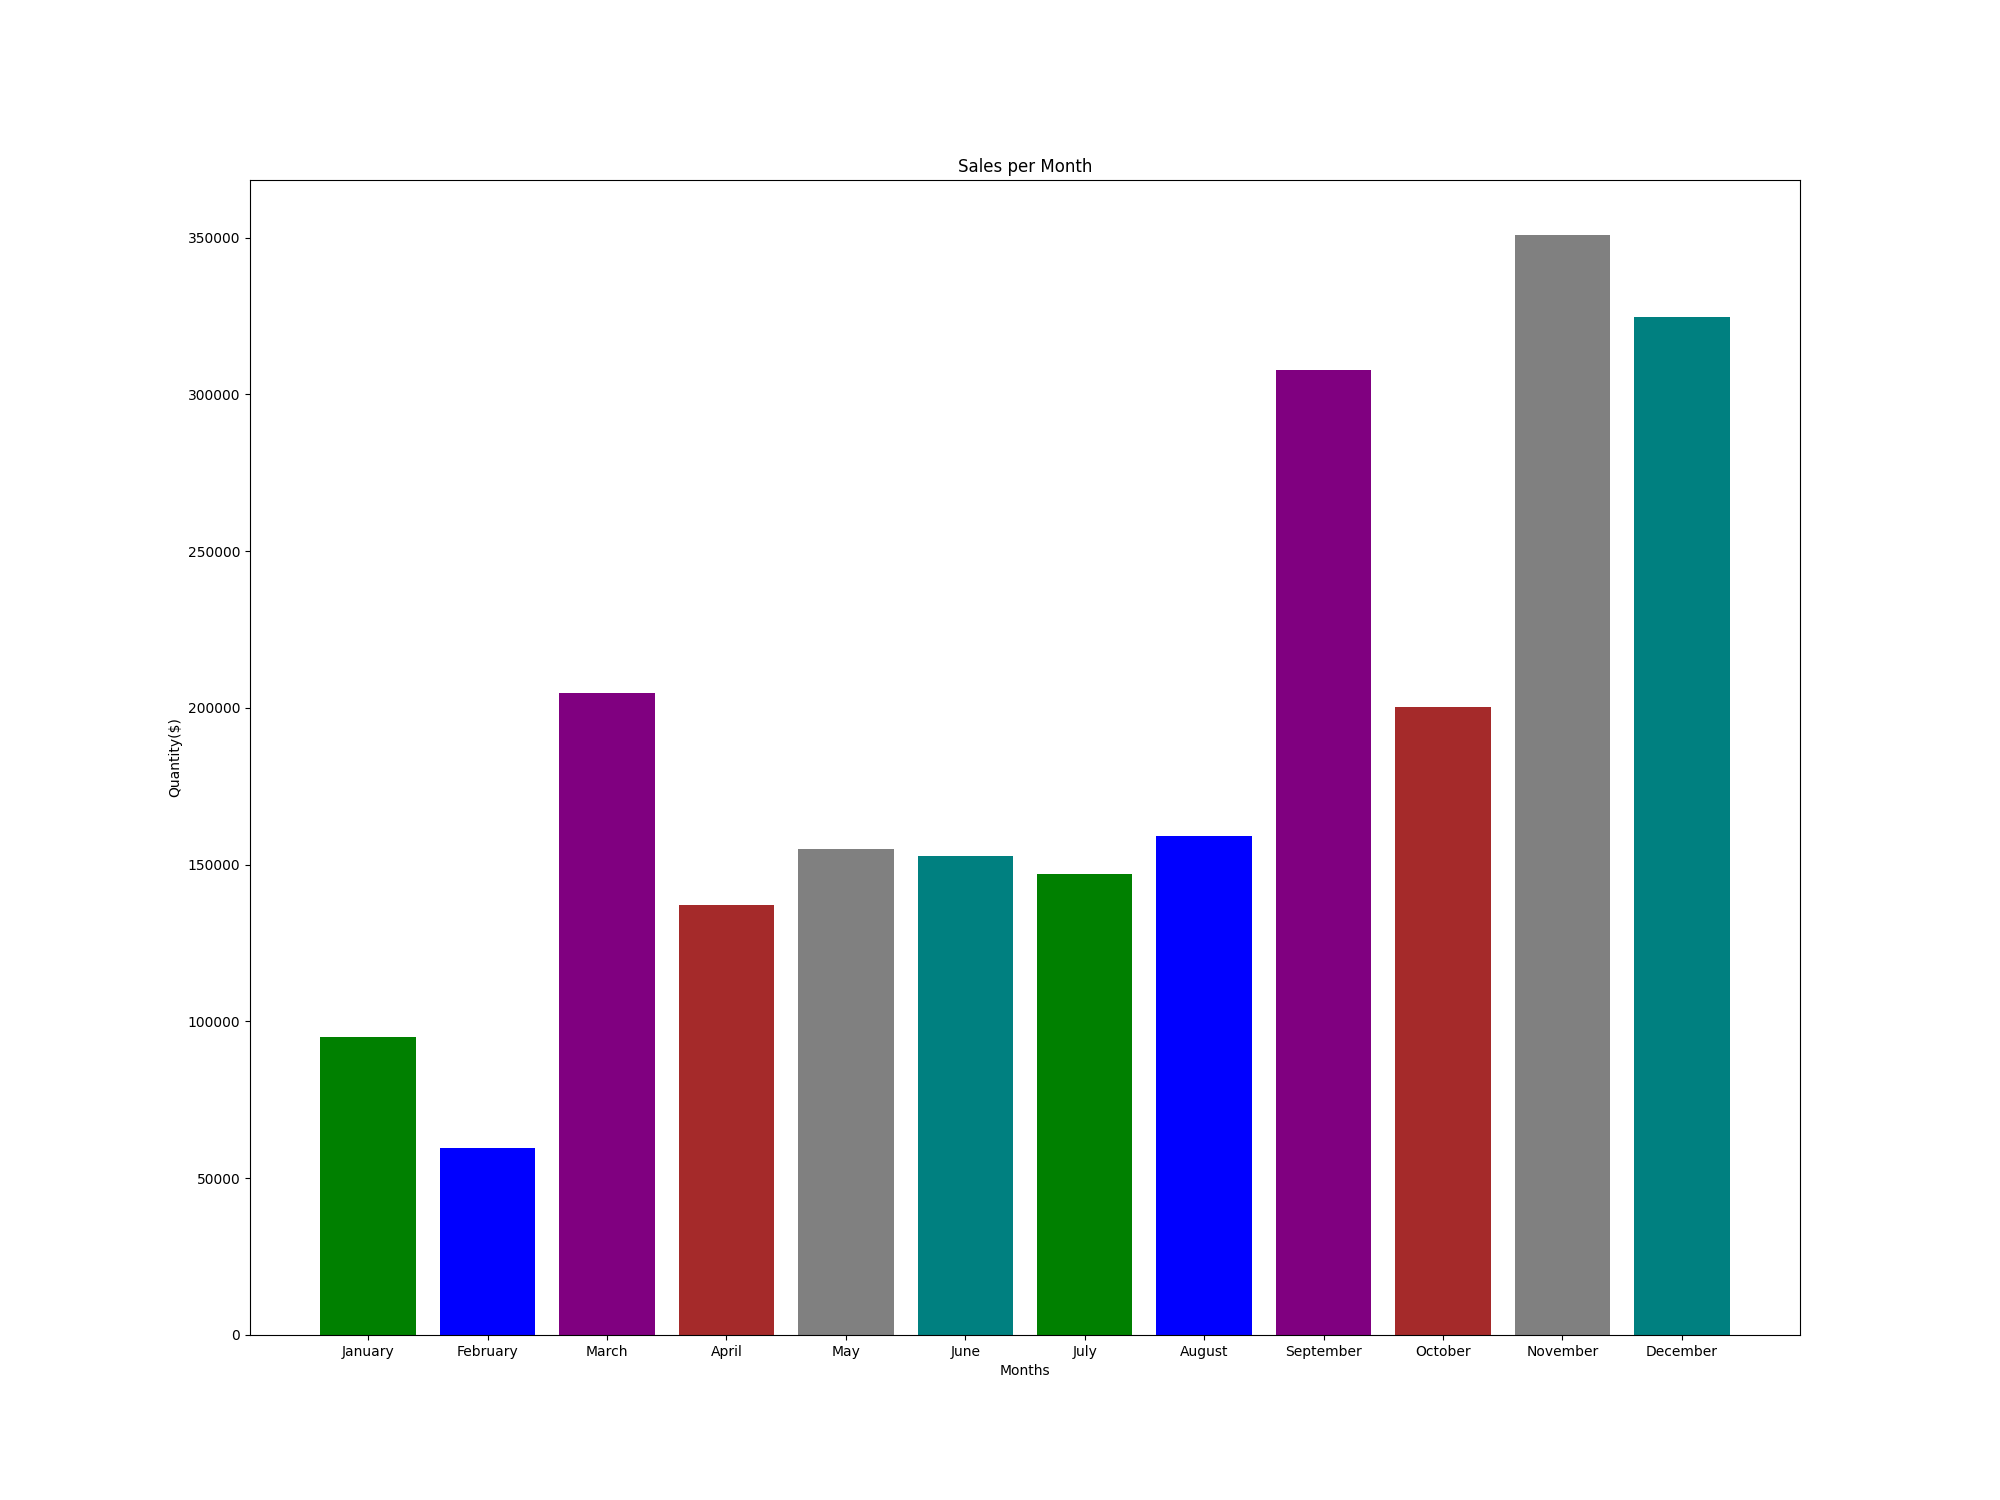 Sales per Month
350000
300000
250000
200000
150000
100000
50000
0
Quantity($)
January February March April May June July August September October November December
Months